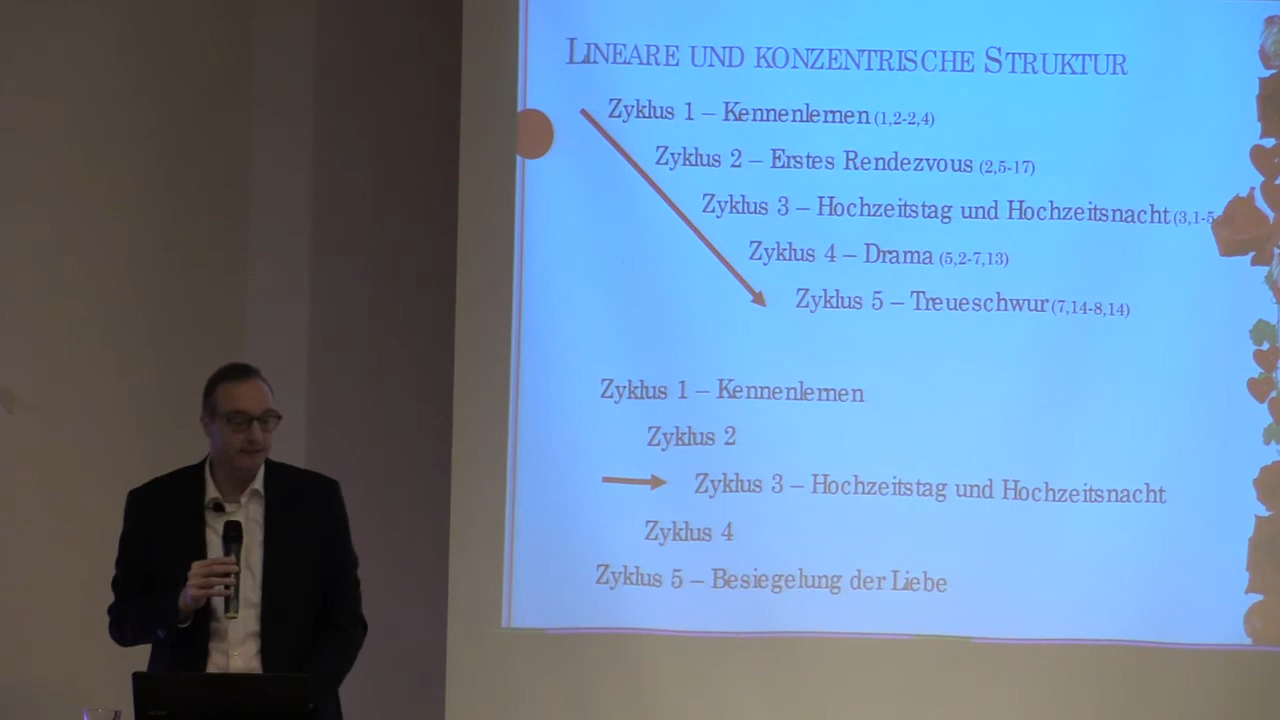 LINEARE UND KONZENTRISCHE STRUKTUR
Zyklus 1 – Kennenlernen (1,2-2,4)
Zyklus 2 – Erstes Rendezvous (2,5-17)
Zyklus 3 – Hochzeitstag und Hochzeitsnacht (3,1-5
Zyklus 4 – Drama (5,2-7,13)
Zyklus 5 – Treueschwur (7,14-8,14)
Zyklus 1 – Kennenlernen
Zyklus 2
Zyklus 3 – Hochzeitstag und Hochzeitsnacht
Zyklus 4
Zyklus 5 – Besiegelung der Liebe